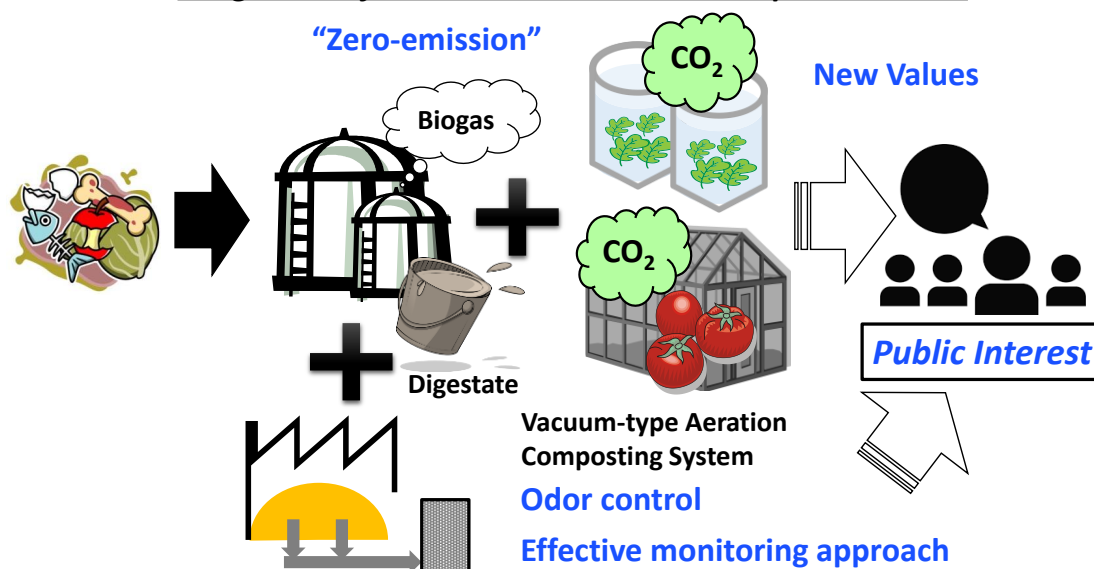 “Zero-emission”
CO2
New Values
Biogas
CO2
Public Interest
Digestate
Vacuum-type Aeration
Composting System
Odor control
Effective monitoring approach